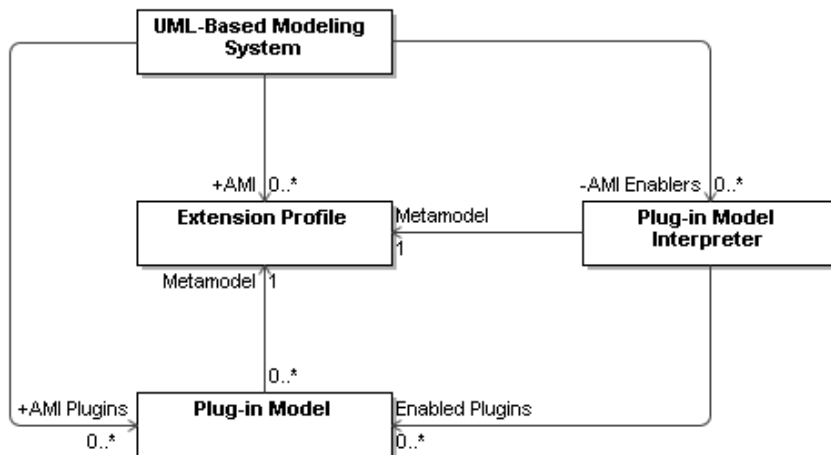 UML-Based Modeling
System
+AMI 0..*
-AMI Enablers 0..*
Extension Profile
Metamodel
1
Plug-in Model
Interpreter
Metamodel 1
0..*
+AMI Plugins
0..*
Plug-in Model
Enabled Plugins
0..*